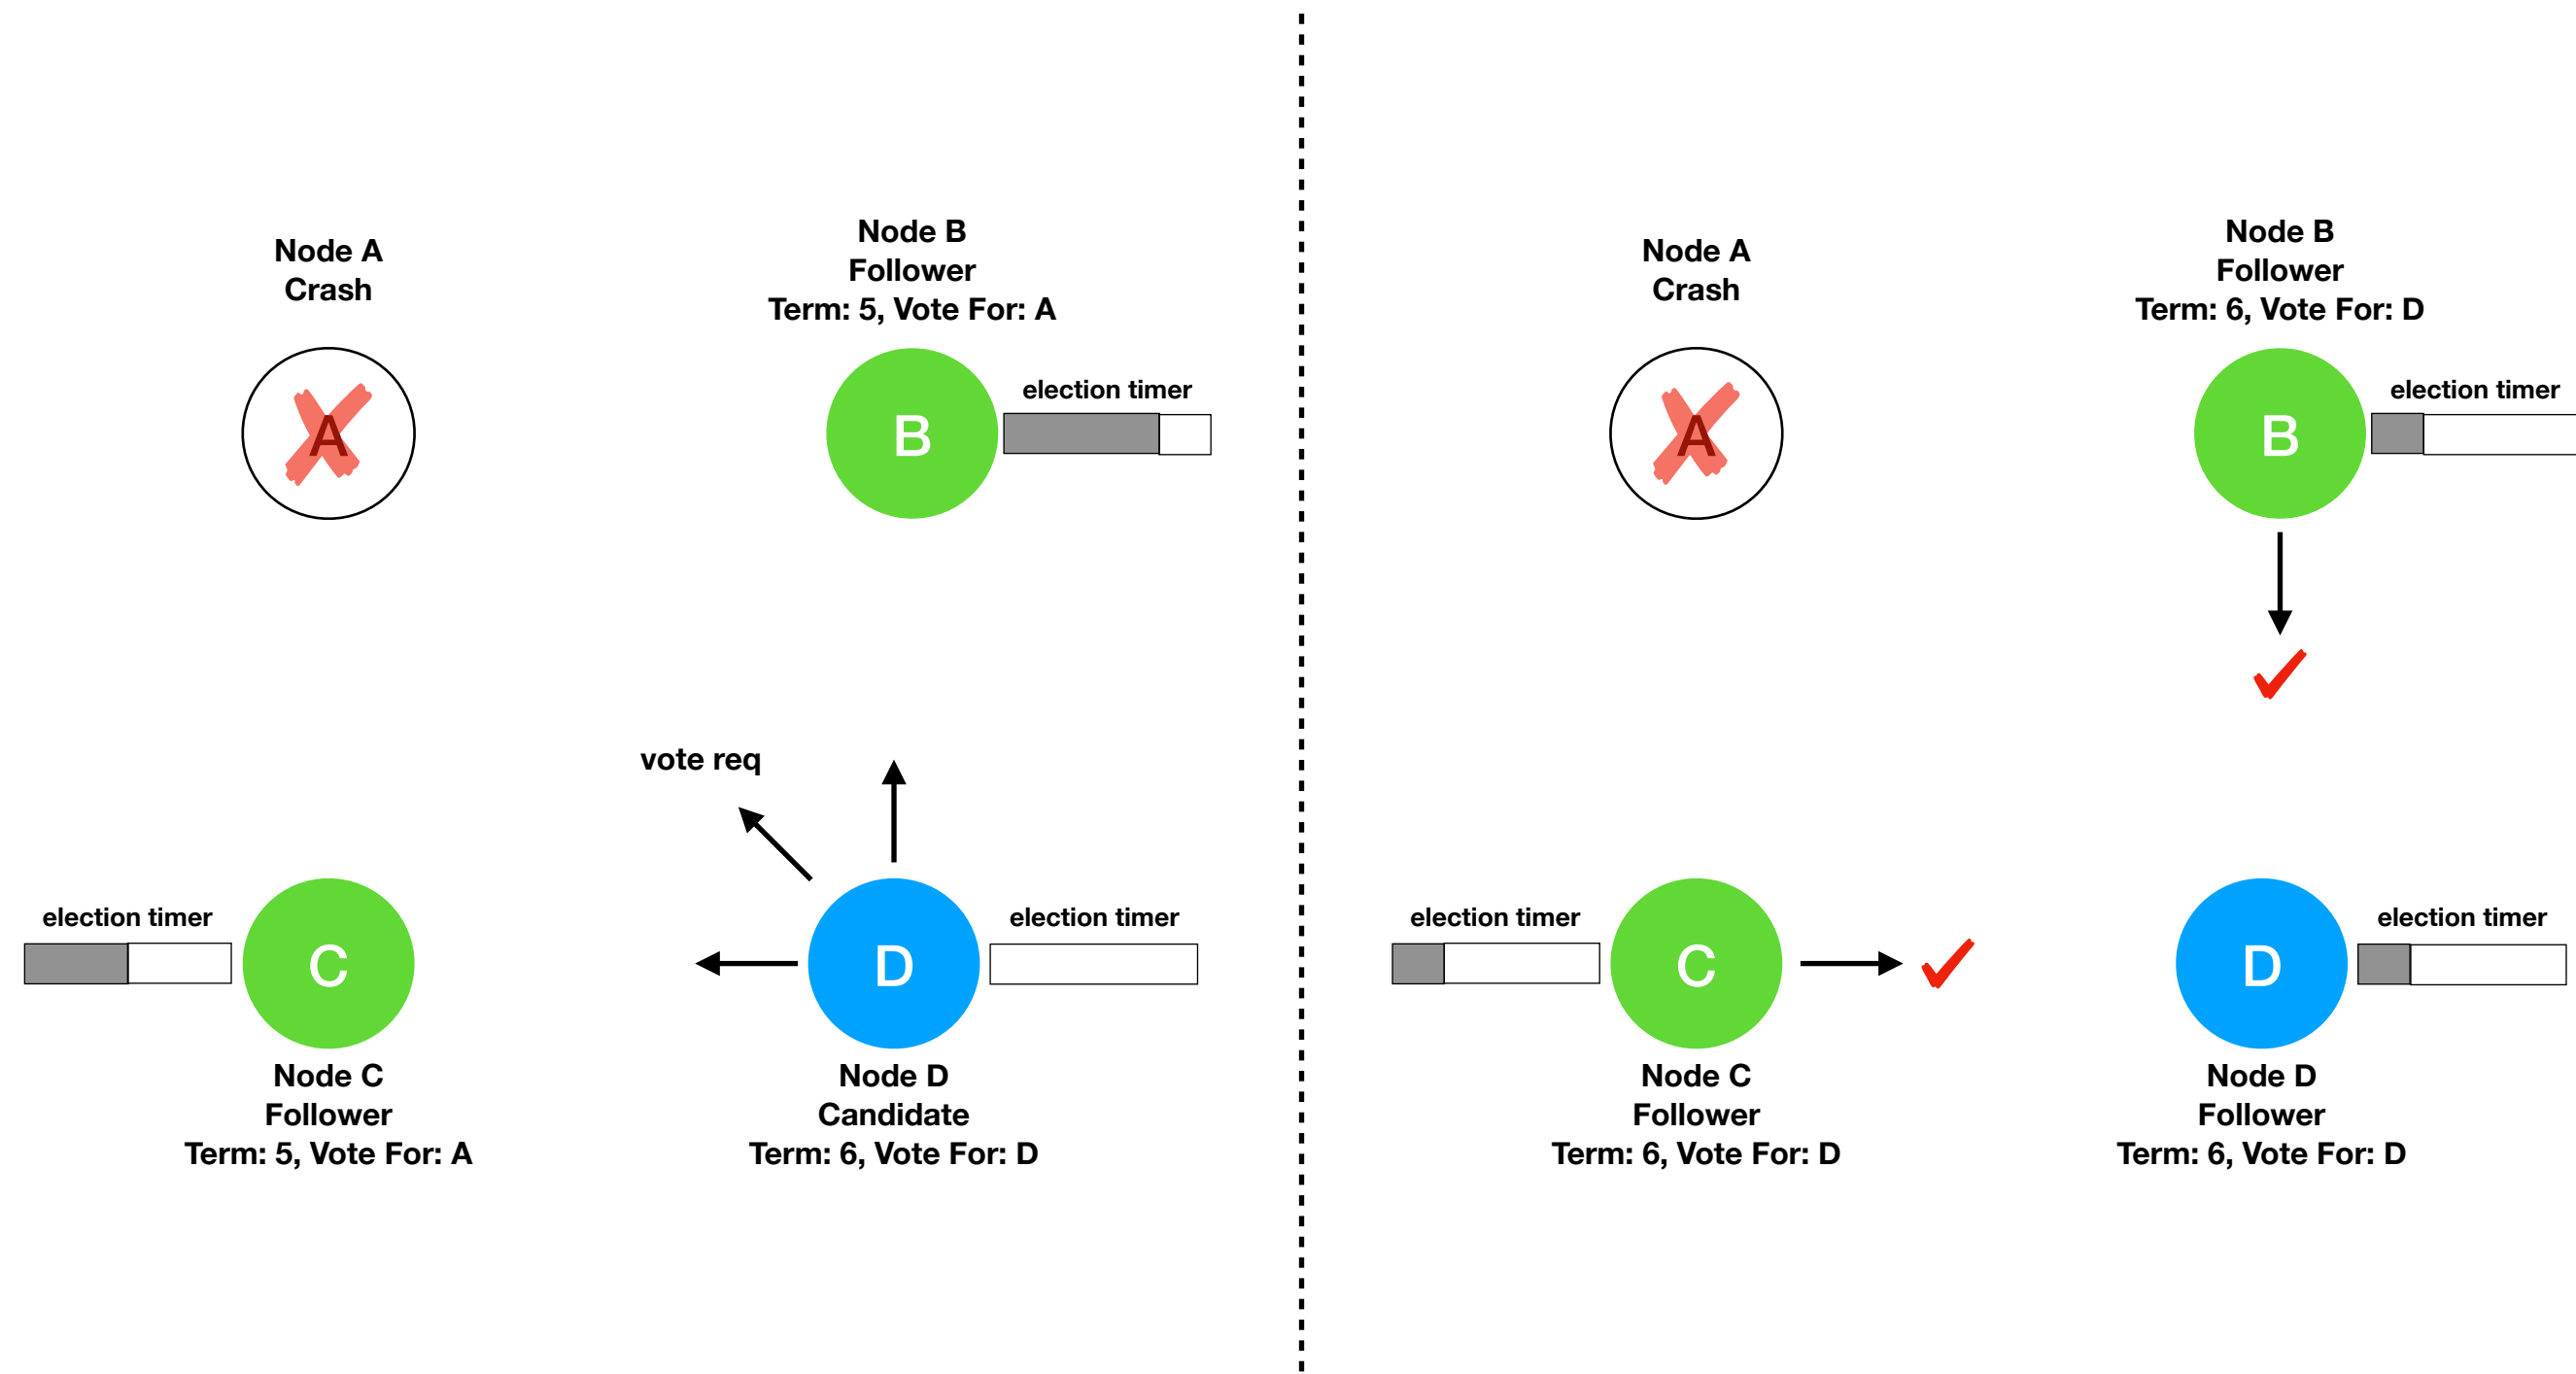 Node A
Crash
A
Node B
Follower
Term: 5, Vote For: A
B
election timer
vote req
election timer
C
Node C
Follower
Term: 5, Vote For: A
D
election timer
Node D
Candidate
Term: 6, Vote For: D
Node A
Crash
A
Node B
Follower
Term: 6, Vote For: D
B
election timer
election timer
C
Node C
Follower
Term: 6, Vote For: D
D
election timer
Node D
Follower
Term: 6, Vote For: D